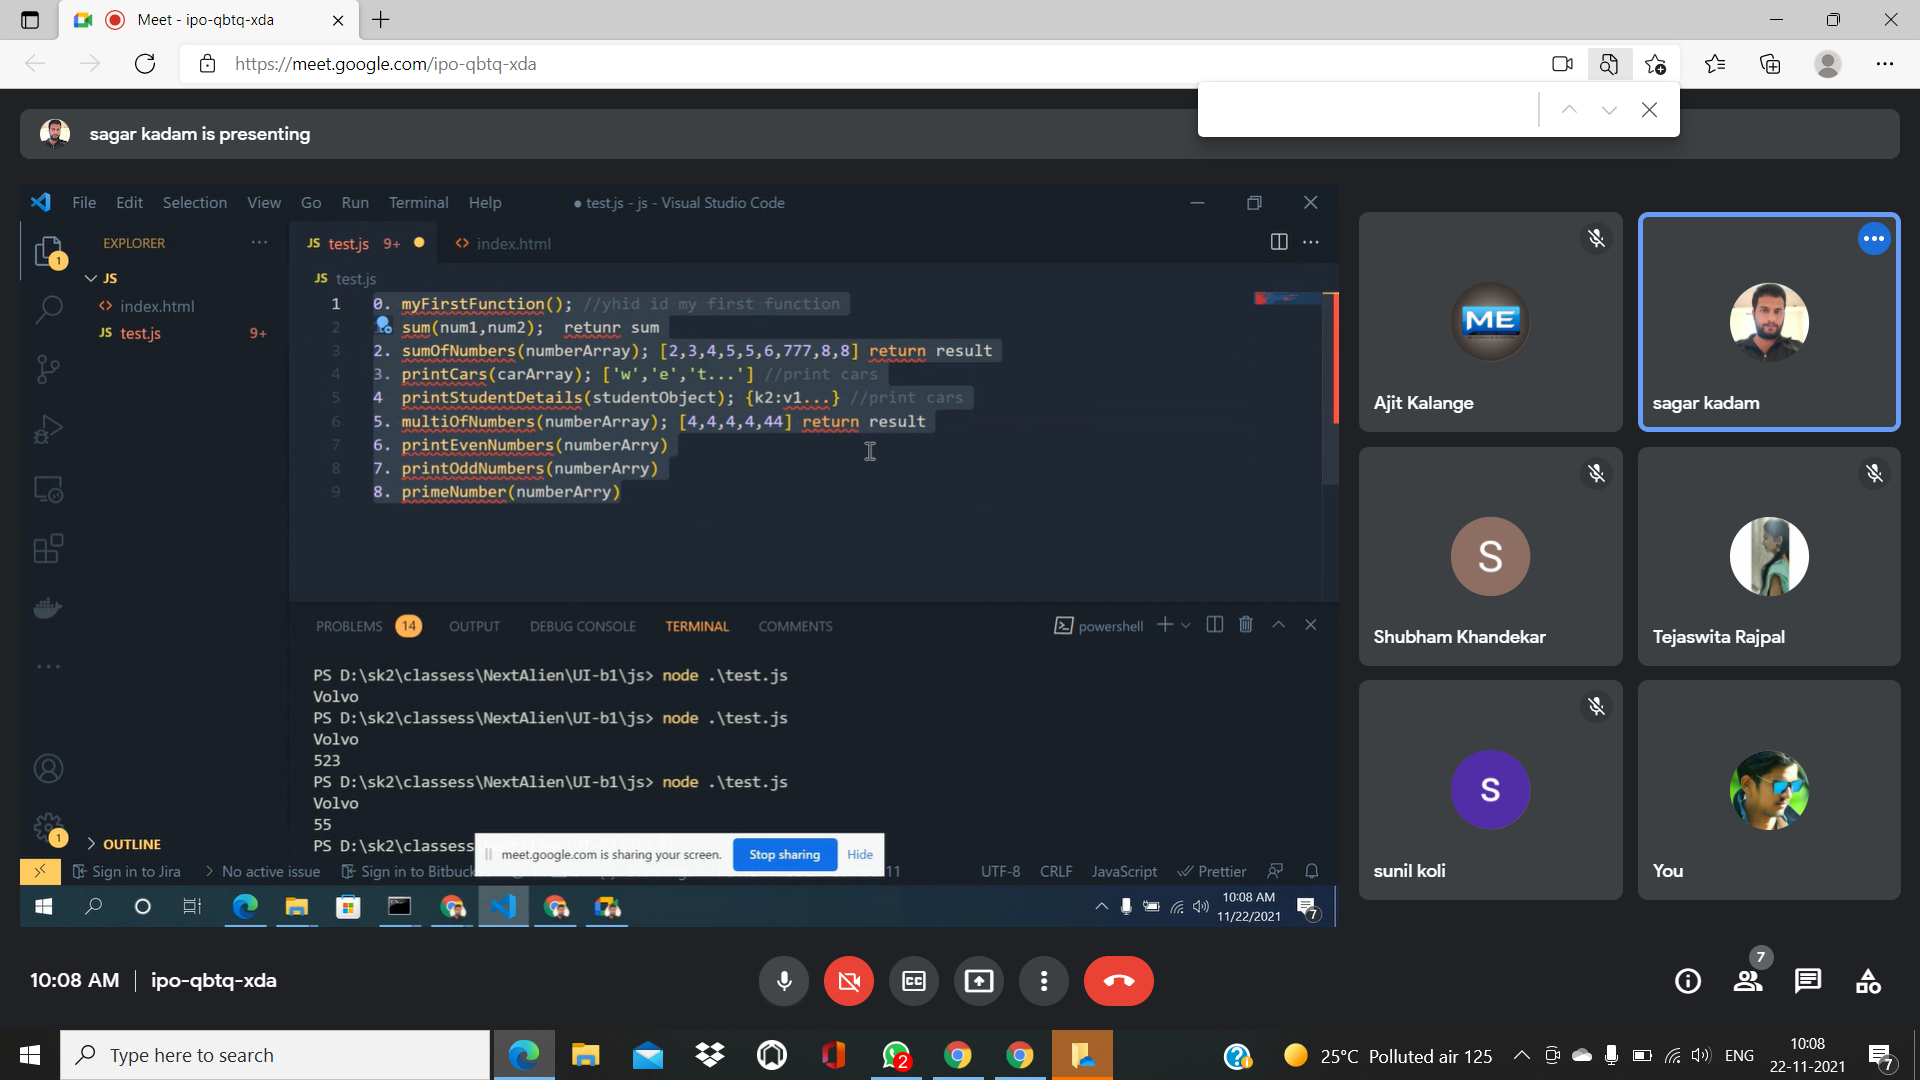 Meet - ipo-qbtq-xda
https://meet.google.com/ipo-qbtq-xda
sagar kadam is presenting
File Edit Selection View Go Run Terminal Help
● test.js - js - Visual Studio Code
EXPLORER
JS test.js 9+
<> index.html
JS
<> index.html
JS test.js 9+
JS test.js
1 0. myFirstFunction(); //yhid id my first function
2 sum(num1,num2);  retunr sum
3 2. sumOfNumbers(numberArray); [2,3,4,5,5,6,777,8,8] return result
4 3. printCars(carArray); ['w','e','t...'] //print cars
5 4 printStudentDetails(studentObject); {k2:v1...} //print cars
6 5. multiOfNumbers(numberArray); [4,4,4,4,44] return result
7 6. printEvenNumbers(numberArry)
8 7. printOddNumbers(numberArry)
9 8. primeNumber(numberArry)
PROBLEMS 14 OUTPUT DEBUG CONSOLE TERMINAL COMMENTS
powershell
PS D:\sk2\classess\NextAlien\UI-b1\js> node .\test.js
Volvo
PS D:\sk2\classess\NextAlien\UI-b1\js> node .\test.js
Volvo
523
PS D:\sk2\classess\NextAlien\UI-b1\js> node .\test.js
Volvo
55
PS D:\sk2\classess
1
1
OUTLINE
meet.google.com is sharing your screen.
Stop sharing
Hide
Sign in to Jira
No active issue
Sign in to Bitbuck
11
UTF-8 CRLF JavaScript Prettier
10:08 AM
11/22/2021
7
ME
Ajit Kalange
sagar kadam
S
Shubham Khandekar
Tejaswita Rajpal
S
sunil koli
You
10:08 AM | ipo-qbtq-xda
CC
7
Type here to search
2
25°C Polluted air 125
ENG
10:08
22-11-2021
7